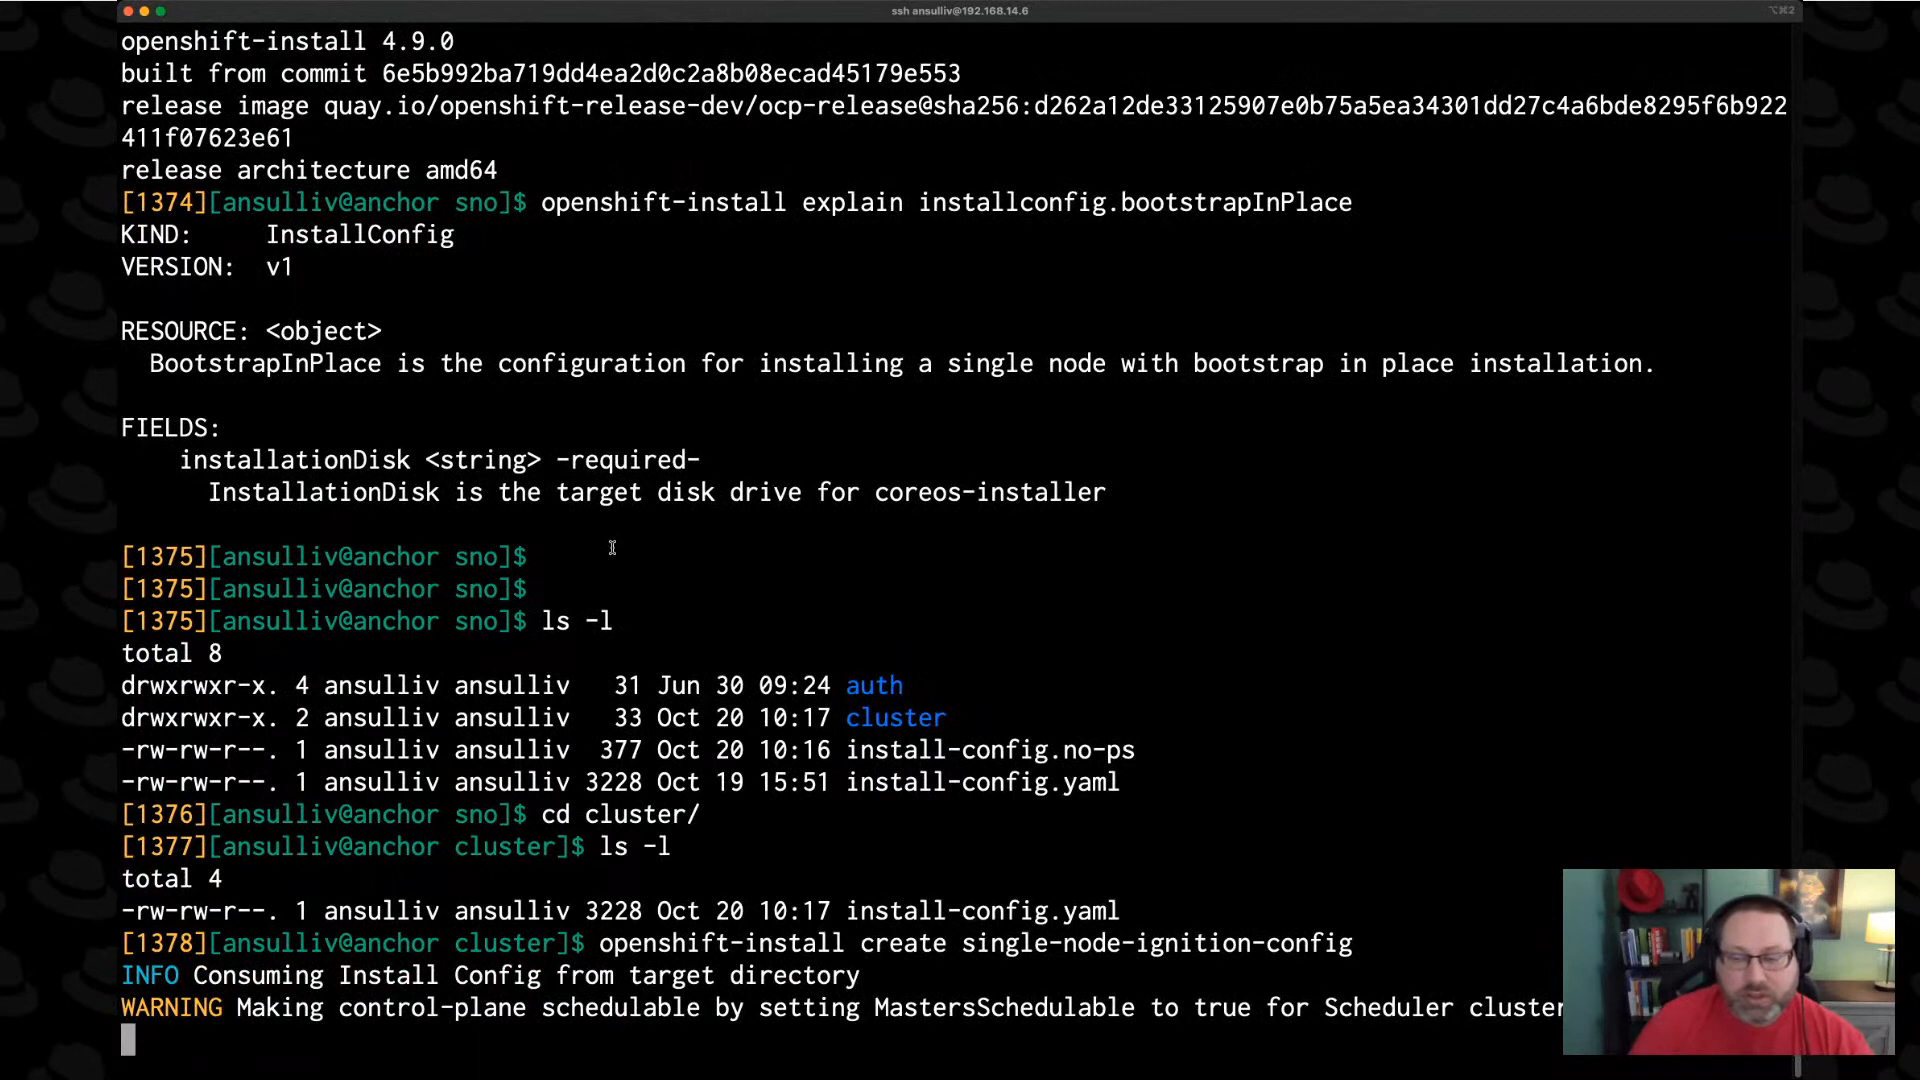 ssh ansulliv@192.168.14.6
⌥⌘2
openshift-install 4.9.0
built from commit 6e5b992ba719dd4ea2d0c2a8b08ecad45179e553
release image quay.io/openshift-release-dev/ocp-release@sha256:d262a12de33125907e0b75a5ea34301dd27c4a6bde8295f6b922
411f07623e61
release architecture amd64
[1374][ansulliv@anchor sno]$ openshift-install explain installconfig.bootstrapInPlace
KIND:     InstallConfig
VERSION:  v1
RESOURCE: <object>
  BootstrapInPlace is the configuration for installing a single node with bootstrap in place installation.
FIELDS:
    installationDisk <string> -required-
      InstallationDisk is the target disk drive for coreos-installer
[1375][ansulliv@anchor sno]$
[1375][ansulliv@anchor sno]$
[1375][ansulliv@anchor sno]$ ls -l
total 8
drwxrwxr-x. 4 ansulliv ansulliv   31 Jun 30 09:24 auth
drwxrwxr-x. 2 ansulliv ansulliv   33 Oct 20 10:17 cluster
-rw-rw-r--. 1 ansulliv ansulliv  377 Oct 20 10:16 install-config.no-ps
-rw-rw-r--. 1 ansulliv ansulliv 3228 Oct 19 15:51 install-config.yaml
[1376][ansulliv@anchor sno]$ cd cluster/
[1377][ansulliv@anchor cluster]$ ls -l
total 4
-rw-rw-r--. 1 ansulliv ansulliv 3228 Oct 20 10:17 install-config.yaml
[1378][ansulliv@anchor cluster]$ openshift-install create single-node-ignition-config
INFO Consuming Install Config from target directory
WARNING Making control-plane schedulable by setting MastersSchedulable to true for Scheduler cluster